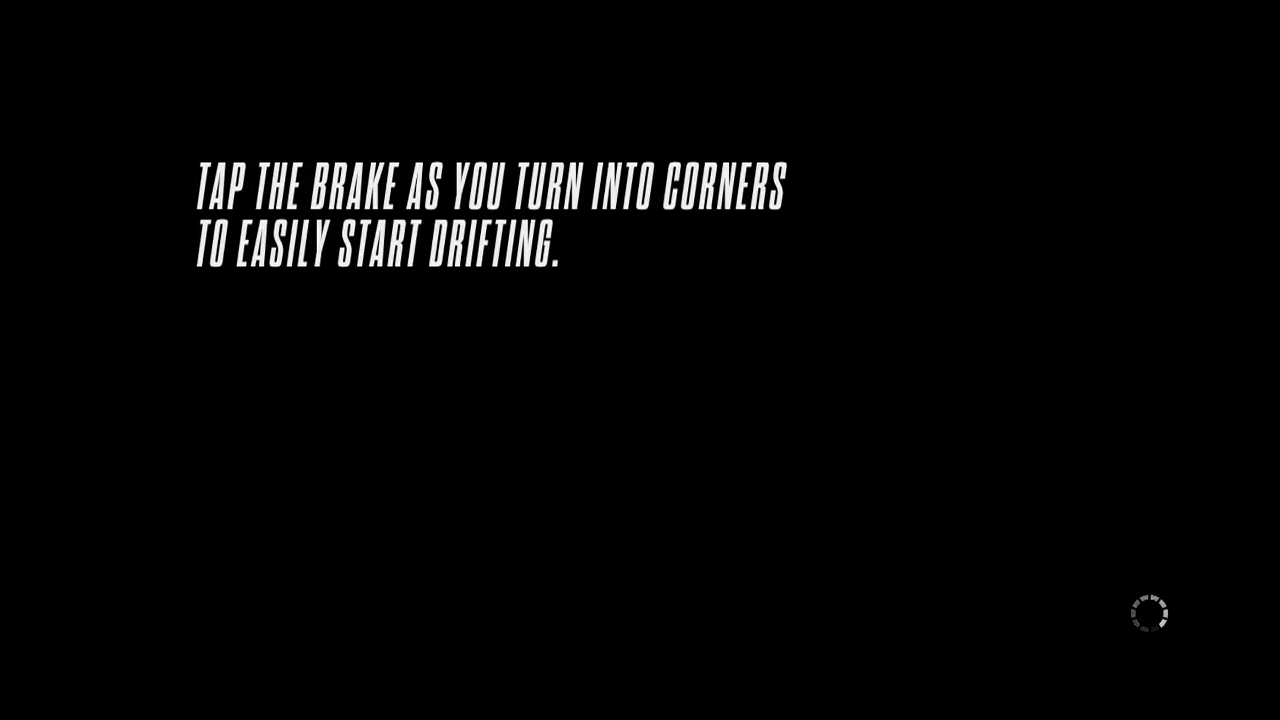 TAP THE BRAKE AS YOU TURN INTO CORNERS
TO EASILY START DRIFTING.